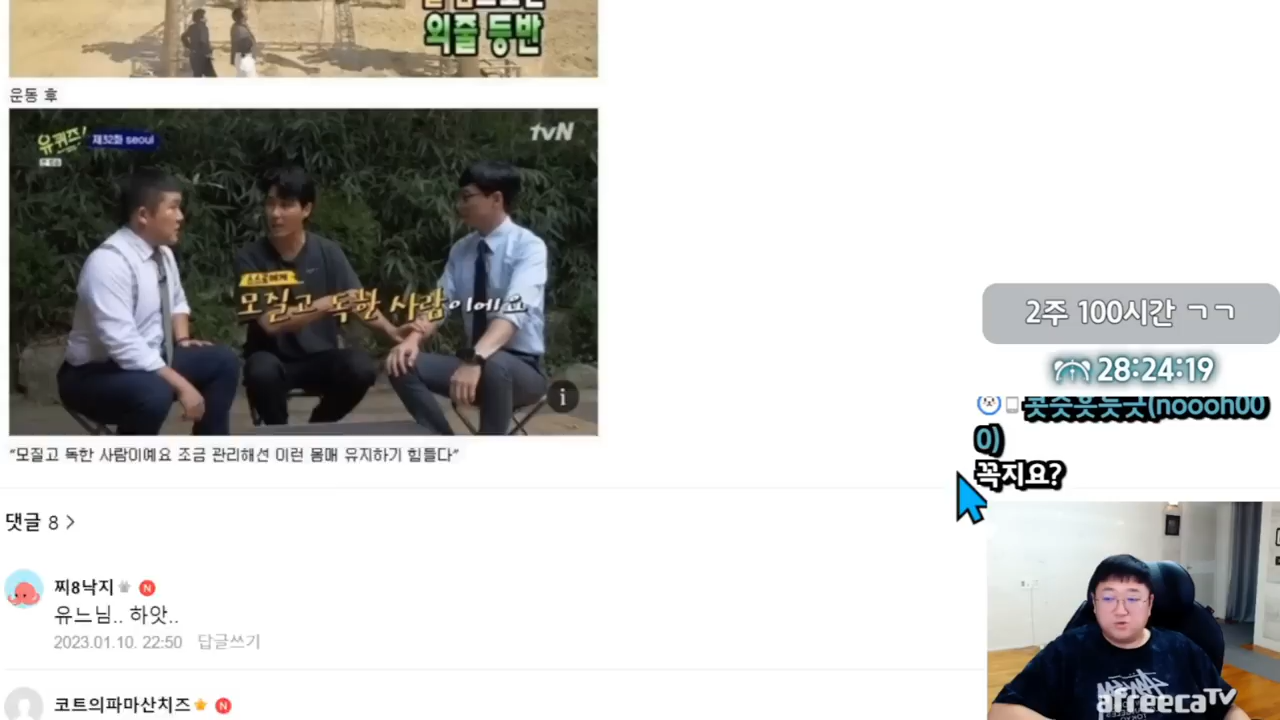 외줄 등반
운동 후
유퀴즈!
제32화 seoul
tvN
모질고 독한 사람이에요
"모질고 독한 사람이예요 조금 관리해선 이런 몸매 유지하기 힘들다"
댓글 8 >
찌8낙지 N
유느님.. 하앗..
2023.01.10. 22:50 답글쓰기
코트의파마산치즈 N
2주 100시간 ㄱㄱ
28:24:19
(noooh00
0)
꼭지요?
afreecaTV